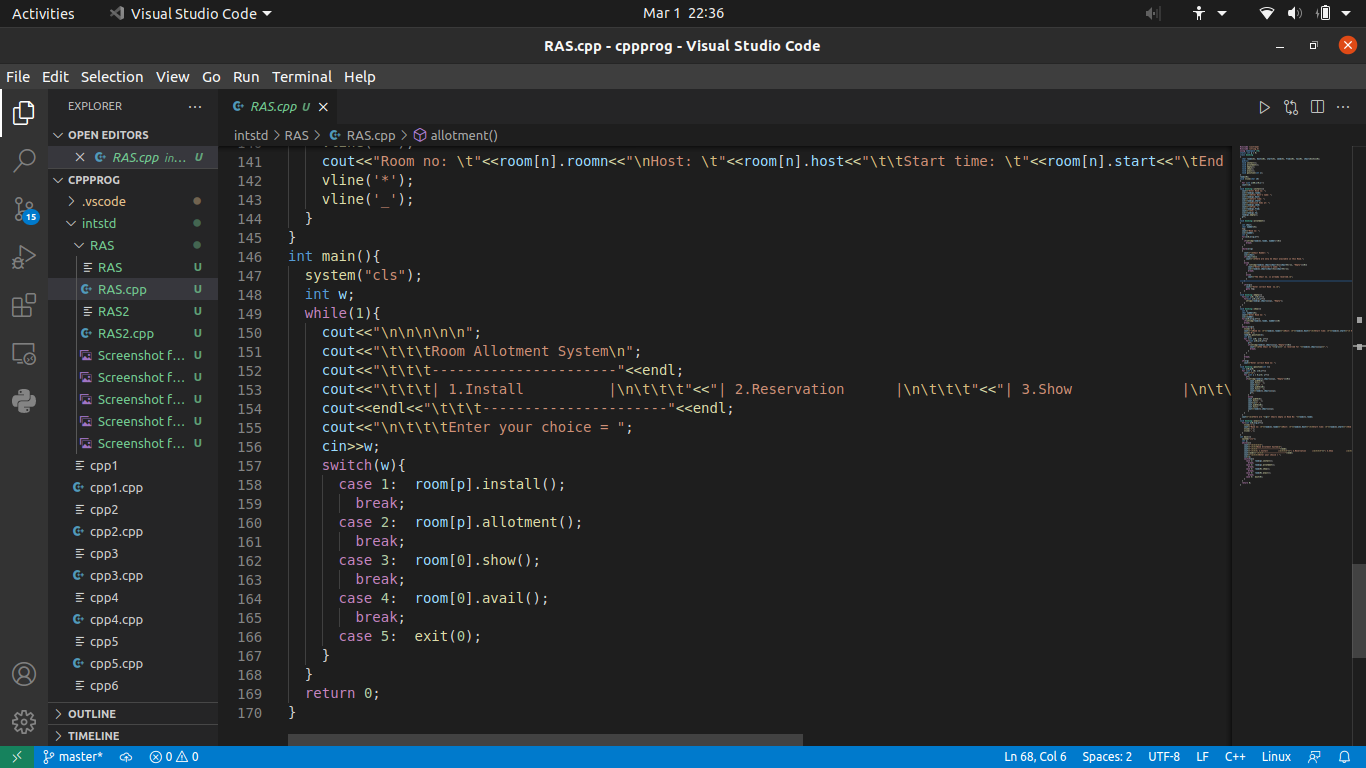 Activities Visual Studio Code Mar 1 22:36
RAS.cpp - cppprog - Visual Studio Code
File Edit Selection View Go Run Terminal Help
EXPLORER ···
RAS.cpp U
OPEN EDITORS
RAS.cpp in... U
CPPPROG
.vscode
intstd
RAS
RAS U
RAS.cpp U
RAS2 U
RAS2.cpp U
Screenshot f... U
Screenshot f... U
Screenshot f... U
Screenshot f... U
Screenshot f... U
cpp1
cpp1.cpp
cpp2
cpp2.cpp
cpp3
cpp3.cpp
cpp4
cpp4.cpp
cpp5
cpp5.cpp
cpp6
OUTLINE
TIMELINE
15
intstd > RAS > RAS.cpp > allotment()
141 cout<<"Room no: \t"<<room[n].roomn<<"\nHost: \t"<<room[n].host<<"\t\tStart time: \t"<<room[n].start<<"\tEnd
142 vline('*');
143 vline('_');
144 }
145 }
146 int main(){
147 system("cls");
148 int w;
149 while(1){
150 cout<<"\n\n\n\n\n";
151 cout<<"\t\t\tRoom Allotment System\n";
152 cout<<"\t\t\t----------------------"<<endl;
153 cout<<"\t\t\t| 1.Install |\n\t\t\t"<<"| 2.Reservation |\n\t\t\t"<<"| 3.Show |\n\t\
154 cout<<endl<<"\t\t\t----------------------"<<endl;
155 cout<<"\n\t\t\tEnter your choice = ";
156 cin>>w;
157 switch(w){
158 case 1: room[p].install();
159 break;
160 case 2: room[p].allotment();
161 break;
162 case 3: room[0].show();
163 break;
164 case 4: room[0].avail();
165 break;
166 case 5: exit(0);
167 }
168 }
169 return 0;
170 }
master* 0 0 Ln 68, Col 6 Spaces: 2 UTF-8 LF C++ Linux